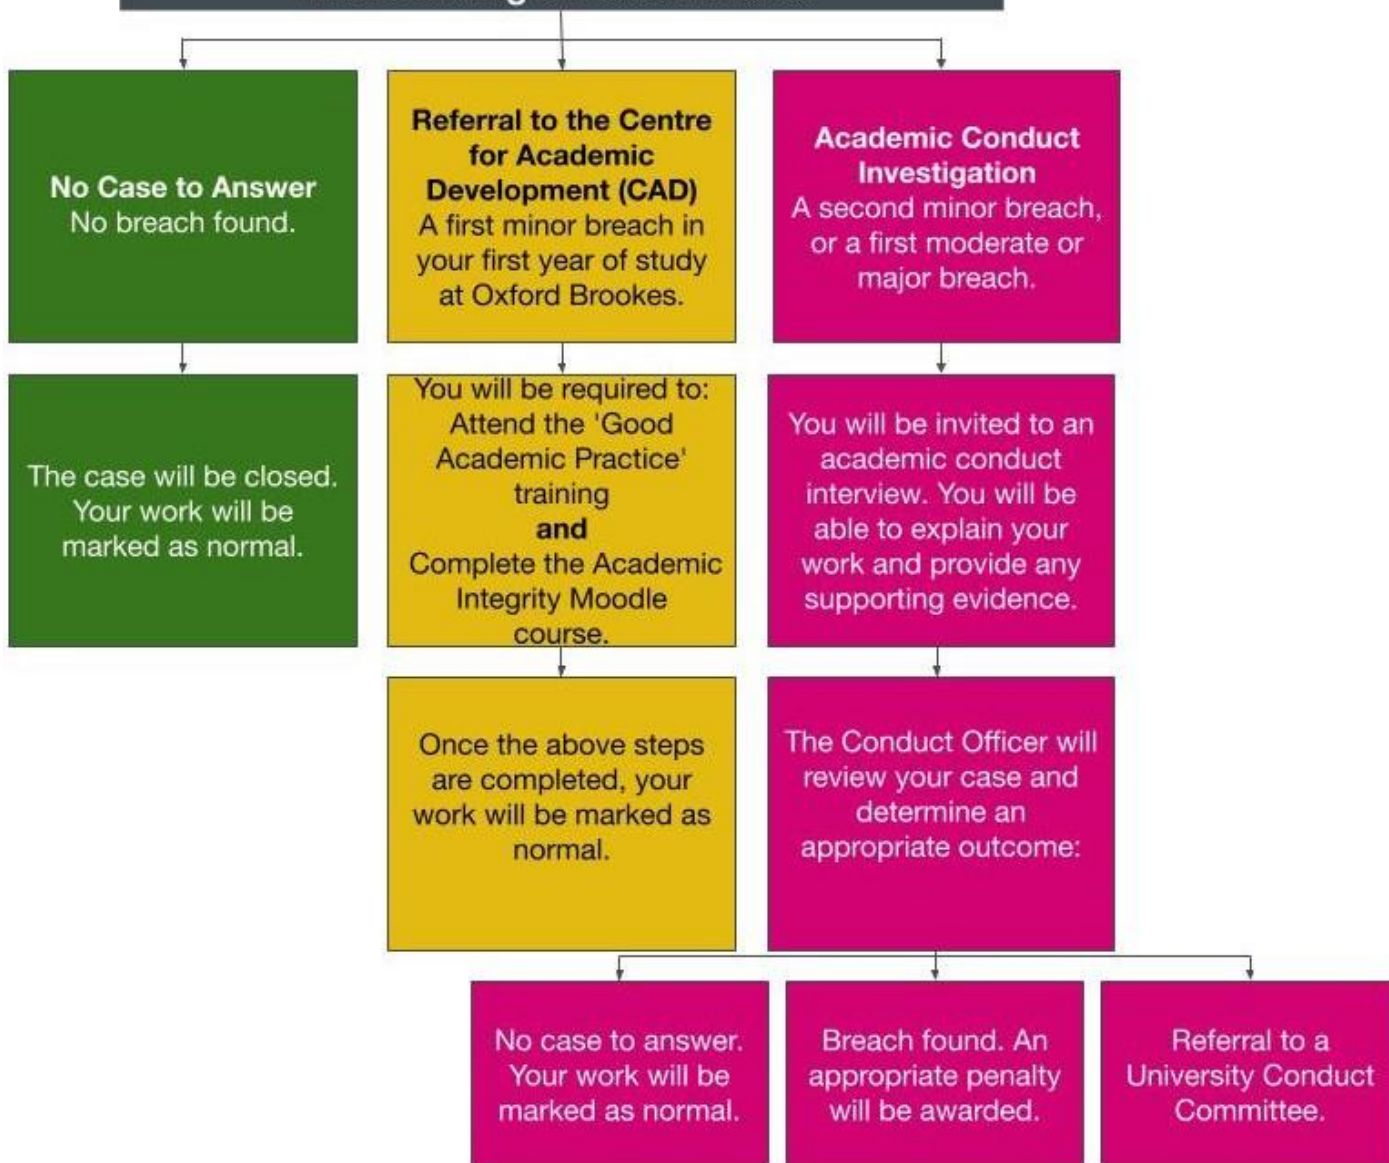 No Case to Answer
No breach found.
Referral to the Centre
for Academic
Development (CAD)
A first minor breach in
your first year of study
at Oxford Brookes.
Academic Conduct
Investigation
A second minor breach,
or a first moderate or
major breach.
The case will be closed.
Your work will be
marked as normal.
You will be required to:
Attend the 'Good
Academic Practice'
training
and
Complete the Academic
Integrity Moodle
course.
You will be invited to an
academic conduct
interview. You will be
able to explain your
work and provide any
supporting evidence.
Once the above steps
are completed, your
work will be marked as
normal.
The Conduct Officer will
review your case and
determine an
appropriate outcome:
No case to answer.
Your work will be
marked as normal.
Breach found. An
appropriate penalty
will be awarded.
Referral to a
University Conduct
Committee.